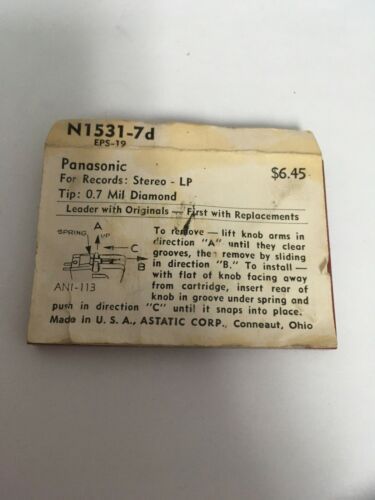 N1531-7d
EPS-19
Panasonic
For Records: Stereo - LP
$6.45
Tip: 0.7 Mil Diamond
Leader with Originals — First with Replacements
SPRING
A
UP
C
B
ANI-113
To remove — lift knob arms in
direction "A" until they clear
grooves, then remove by sliding
in direction "B." To install —
with flat of knob facing away
from cartridge, insert rear of
knob in groove under spring and
push in direction "C" until it snaps into place.
Made in U. S. A., ASTATIC CORP., Conneaut, Ohio